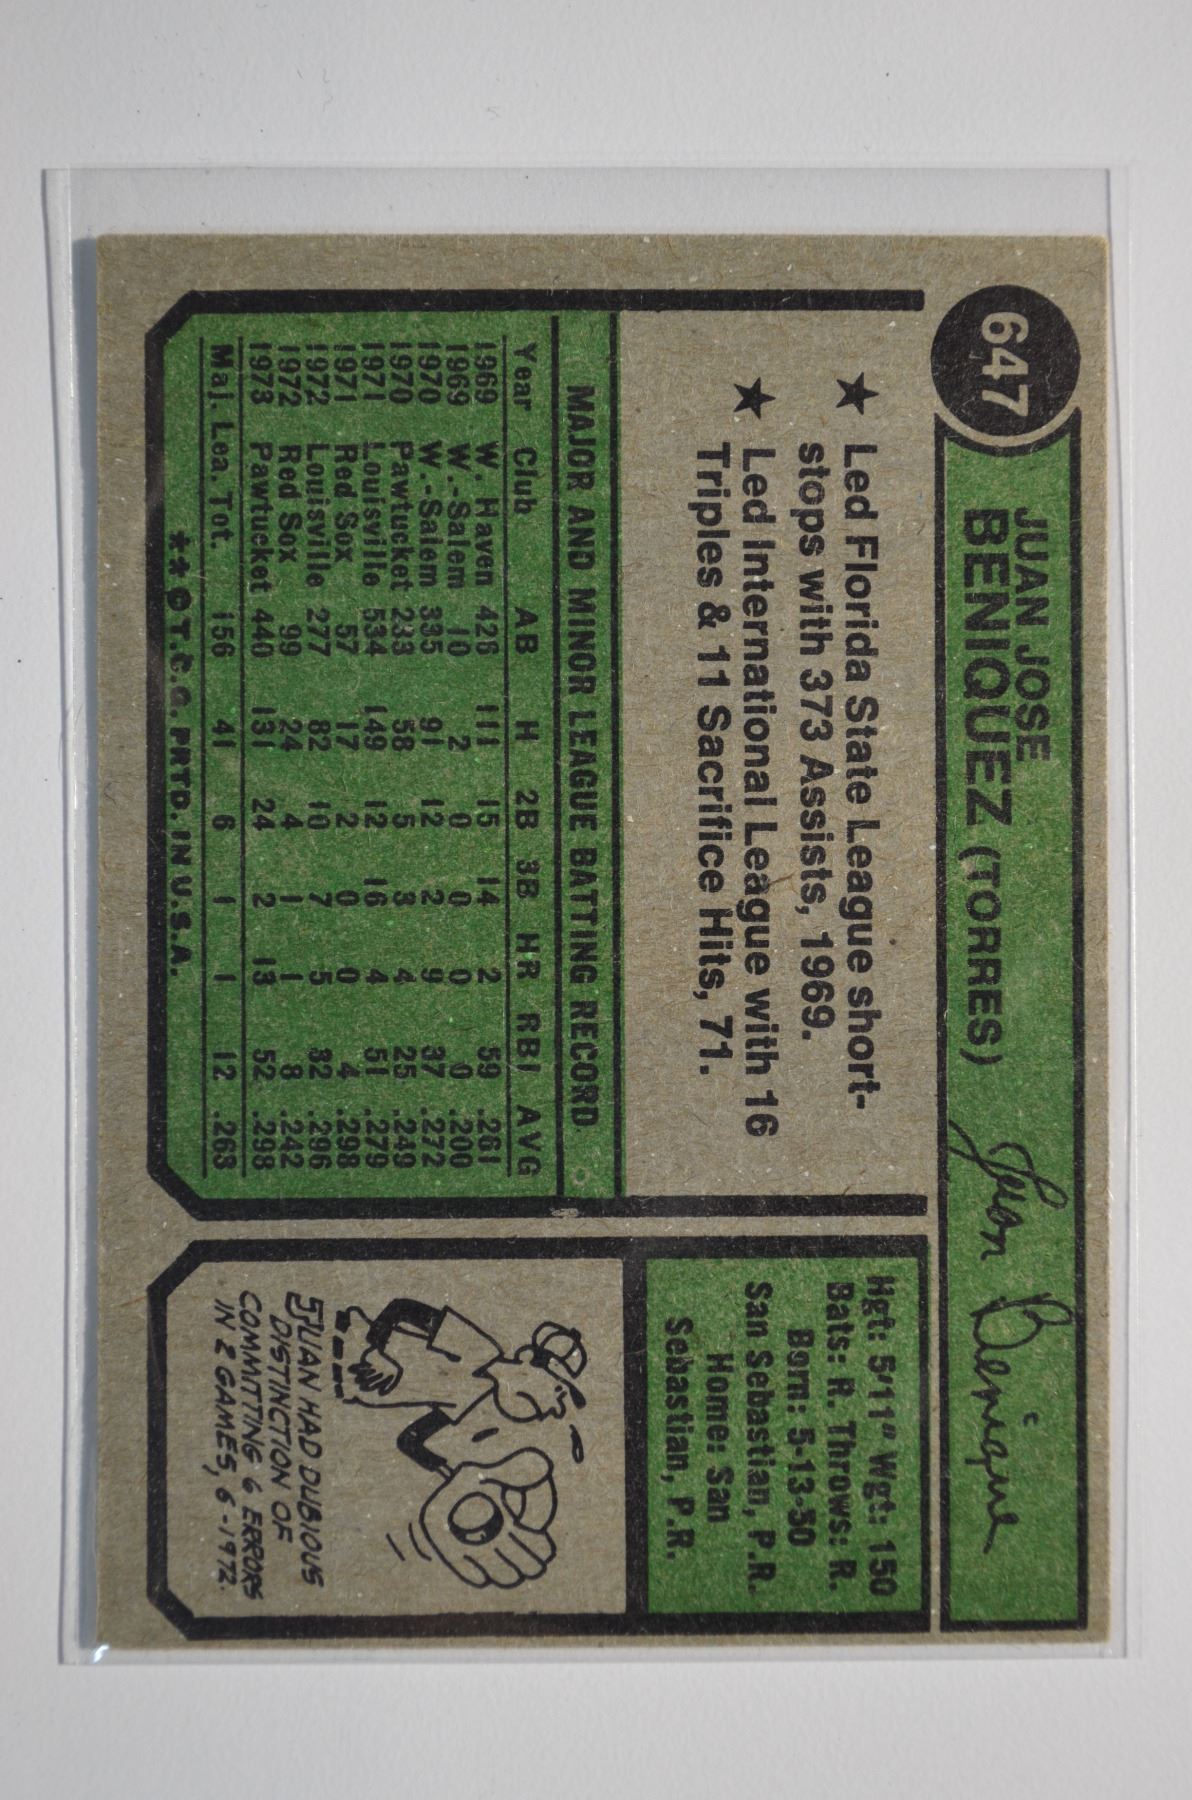 647
JUAN JOSE
BENIQUEZ (TORRES)
Juan Beniquez
★ Led Florida State League short-
stops with 373 Assists, 1969.
★ Led International League with 16
Triples & 11 Sacrifice Hits, 71.
Hgt: 5'11" Wgt: 150
Bats: R. Throws: R.
Born: 5-13-50
San Sebastian, P.R.
Home: San
Sebastian, P.R.
MAJOR AND MINOR LEAGUE BATTING RECORD
Year Club AB H 2B 3B HR RBI AVG
1969 W. Haven 426 111 15 14 2 59 .261
1969 W.-Salem 10 2 0 0 0 0 .200
1970 W.-Salem 335 91 12 2 9 37 .272
1970 Pawtucket 233 58 5 3 4 25 .249
1971 Louisville 534 149 12 16 4 51 .279
1971 Red Sox 57 17 2 0 0 4 .298
1972 Louisville 277 82 10 7 5 32 .296
1972 Red Sox 99 24 4 1 1 8 .242
1973 Pawtucket 440 131 24 2 13 52 .298
Maj. Lea. Tot. 156 41 6 1 1 12 .263
**© T.C.G. PRTD. IN U.S.A.
JUAN HAD DUBIOUS
DISTINCTION OF
COMMITTING 6 ERRORS
IN 2 GAMES, 6-1972.